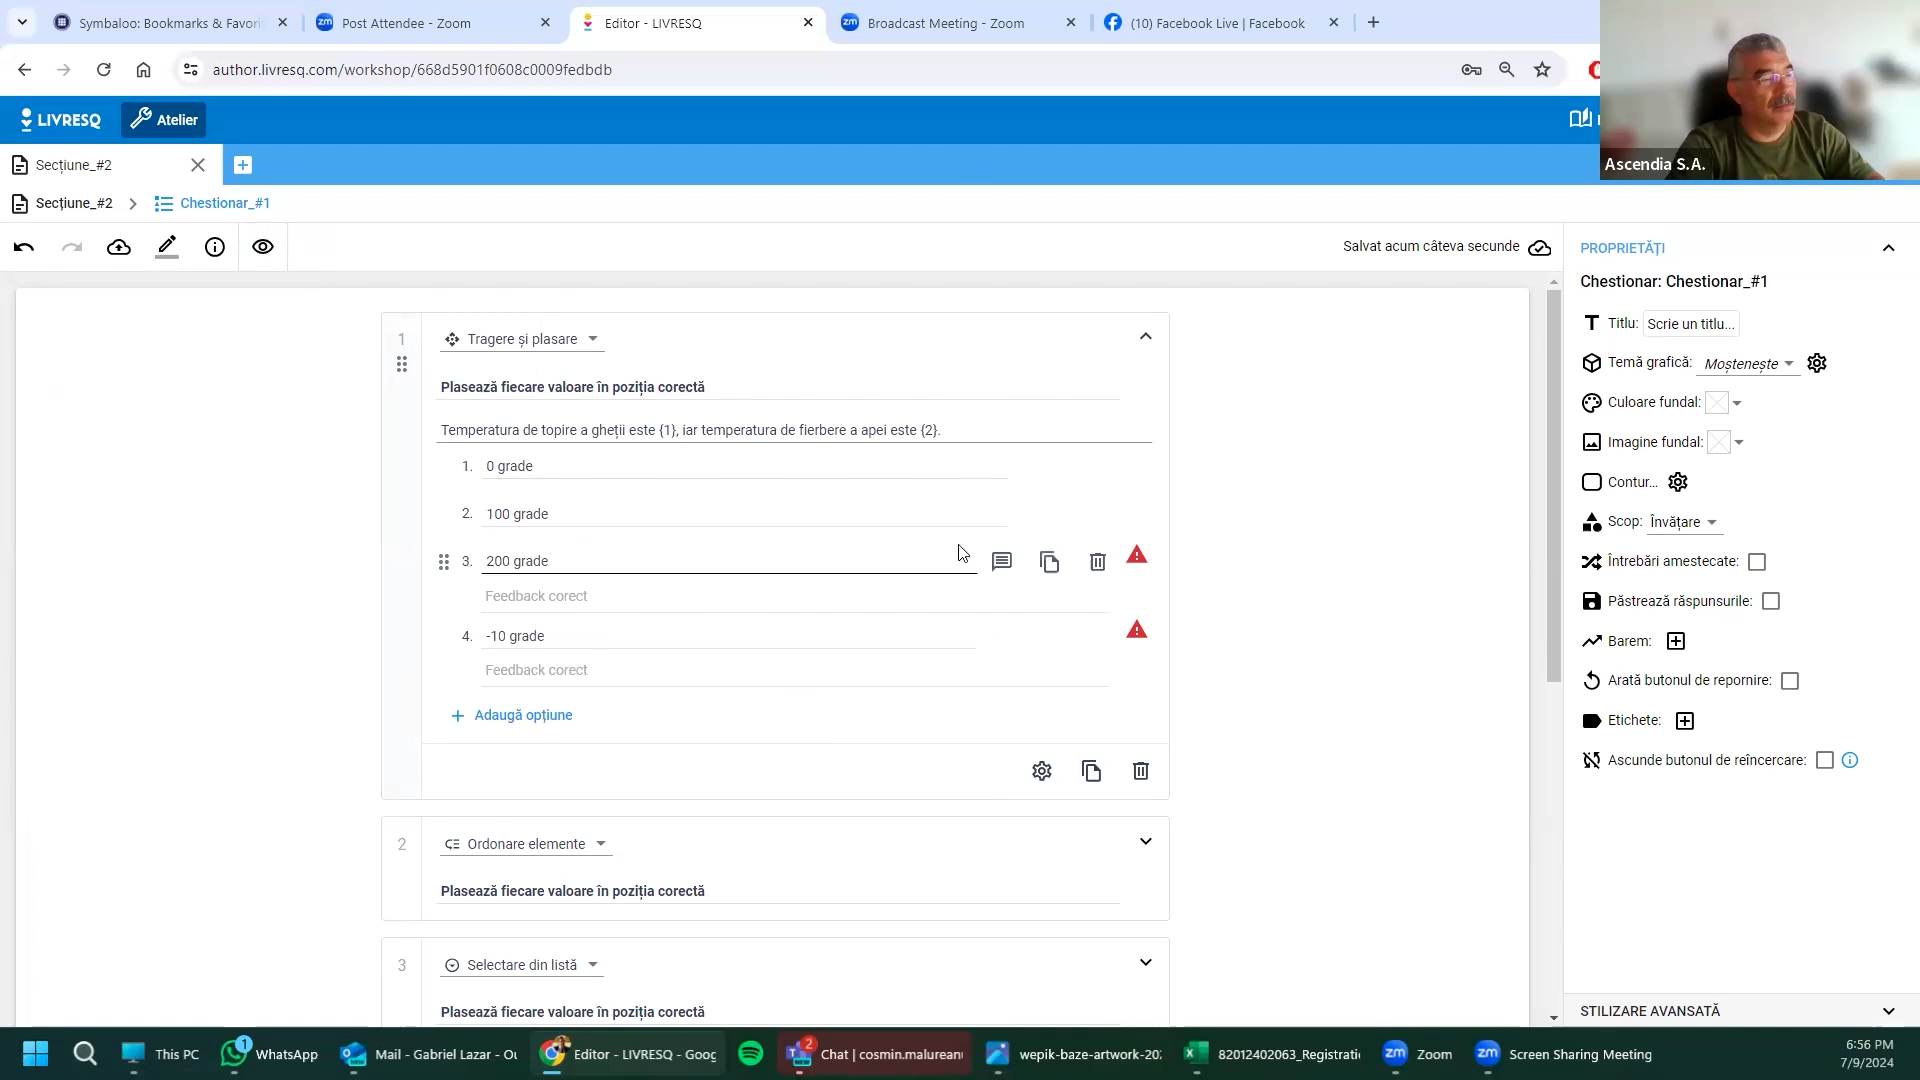 Symbaloo: Bookmarks & Favori
Post Attendee - Zoom
Editor - LIVRESQ
Broadcast Meeting - Zoom
(10) Facebook Live | Facebook
author.livresq.com/workshop/668d5901f0608c0009fedbdb
LIVRESQ
Atelier
Ascendia S.A.
Secțiune_#2
Secțiune_#2
Chestionar_#1
Salvat acum câteva secunde
PROPRIETĂȚI
Chestionar: Chestionar_#1
Titlu: Scrie un titlu...
Temă grafică: Moștenește
Culoare fundal:
Imagine fundal:
Contur...
Scop: Învățare
Întrebări amestecate:
Păstrează răspunsurile:
Barem:
Arată butonul de repornire:
Etichete:
Ascunde butonul de reîncercare:
STILIZARE AVANSATĂ
1
Tragere și plasare
Plasează fiecare valoare în poziția corectă
Temperatura de topire a gheții este {1}, iar temperatura de fierbere a apei este {2}.
1. 0 grade
2. 100 grade
3. 200 grade
Feedback corect
4. -10 grade
Feedback corect
Adaugă opțiune
2
Ordonare elemente
Plasează fiecare valoare în poziția corectă
3
Selectare din listă
Plasează fiecare valoare în poziția corectă
This PC
1
WhatsApp
Mail - Gabriel Lazar - Ou
Editor - LIVRESQ - Goog
2
Chat | cosmin.malureanu
wepik-baze-artwork-202
82012402063_Registrati
Zoom
Screen Sharing Meeting
6:56 PM
7/9/2024